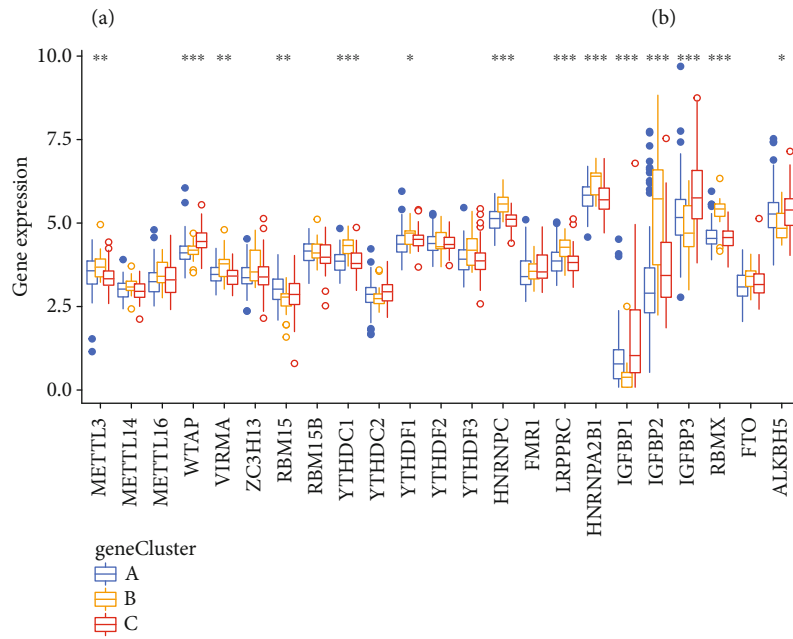 (a) (b)
** *** ** ** *** * *** *** *** *** *** *** *** *
10.0
7.5
5.0
2.5
0.0
Gene expression
METTL3 METTL14 METTL16 WTAP VIRMA ZC3H13 RBM15 RBM15B YTHDC1 YTHDC2 YTHDF1 YTHDF2 YTHDF3 HNRNPC FMR1 LRPPRC HNRNPA2B1 IGFBP1 IGFBP2 IGFBP3 RBMX FTO ALKBH5
geneCluster
A
B
C